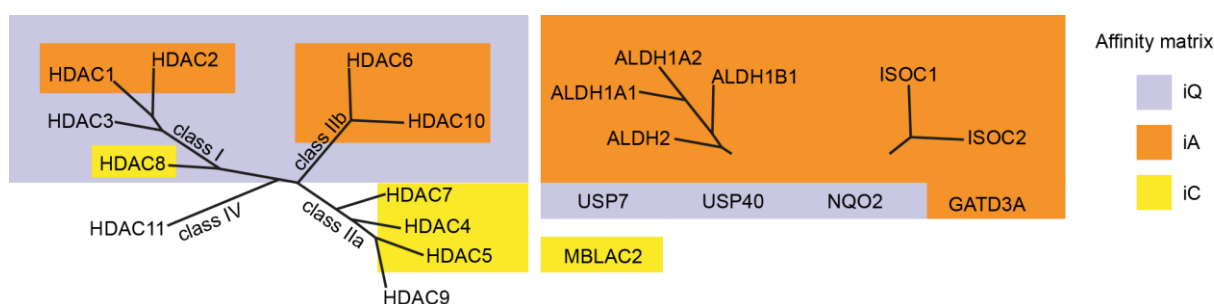 HDAC1
HDAC2
HDAC3
class I
HDAC8
HDAC6
HDAC10
class IIb
HDAC11
class IV
class IIa
HDAC7
HDAC4
HDAC5
HDAC9
ALDH1A2
ALDH1B1
ALDH1A1
ALDH2
ISOC1
ISOC2
USP7
USP40
NQO2
GATD3A
MBLAC2
Affinity matrix
iQ
iA
iC